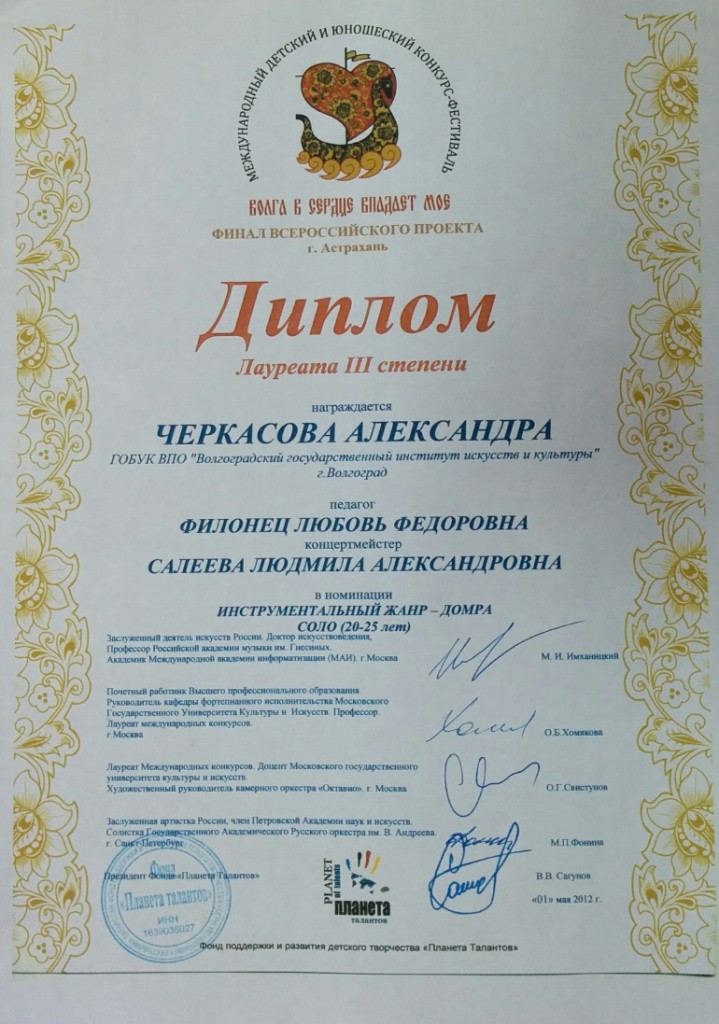 МЕЖДУНАРОДНЫЙ ДЕТСКИЙ И ЮНОШЕСКИЙ КОНКУРС-ФЕСТИВАЛЬ
ВОЛГА В СЕРДЦЕ ВПАДАЕТ МОЕ
ФИНАЛ ВСЕРОССИЙСКОГО ПРОЕКТА
г. Астрахань
Диплом
Лауреата III степени
награждается
ЧЕРКАСОВА АЛЕКСАНДРА
ГОБУК ВПО "Волгоградский государственный институт искусств и культуры"
г.Волгоград
педагог
ФИЛОНЕЦ ЛЮБОВЬ ФЕДОРОВНА
концертмейстер
САЛЕЕВА ЛЮДМИЛА АЛЕКСАНДРОВНА
в номинации
ИНСТРУМЕНТАЛЬНЫЙ ЖАНР – ДОМРА
СОЛО (20-25 лет)
Заслуженный деятель искусств России. Доктор искусствоведения,
Профессор Российской академии музыки им. Гнесиных.
Академик Международной академии информатизации (МАИ). г.Москва
М. И. Имханицкий
Почетный работник Высшего профессионального образования.
Руководитель кафедры фортепианного исполнительства Московского
Государственного Университета Культуры и Искусств. Профессор.
Лауреат международных конкурсов.
г.Москва
О.Б.Хомякова
Лауреат Международных конкурсов. Доцент Московского государственного
университета культуры и искусств.
Художественный руководитель камерного оркестра «Октавио». г. Москва
О.Г.Свистунов
Заслуженная артистка России, член Петровской Академии наук и искусств.
Солистка Государственного Академического Русского оркестра им. В. Андреева.
г. Санкт-Петербург
М.П.Фонина
Президент Фонда «Планета Талантов»
В.В. Сагунов
«01» мая 2012 г.
Фонд
«Планета талантов»
ИНН
PLANET
of talents
планета
талантов
Фонд поддержки и развития детского творчества «Планета Талантов»